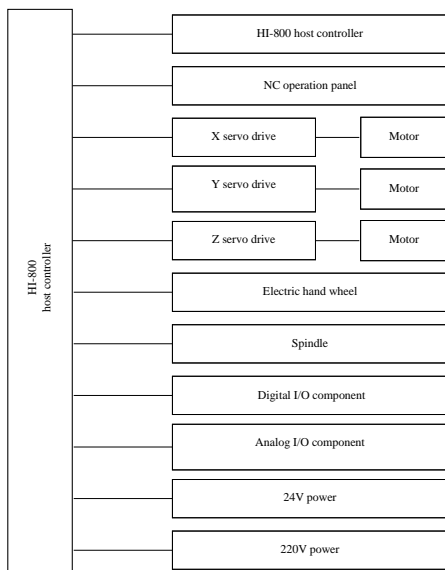 HI-800
host controller
HI-800 host controller
NC operation panel
X servo drive
Motor
Y servo drive
Motor
Z servo drive
Motor
Electric hand wheel
Spindle
Digital I/O component
Analog I/O component
24V power
220V power